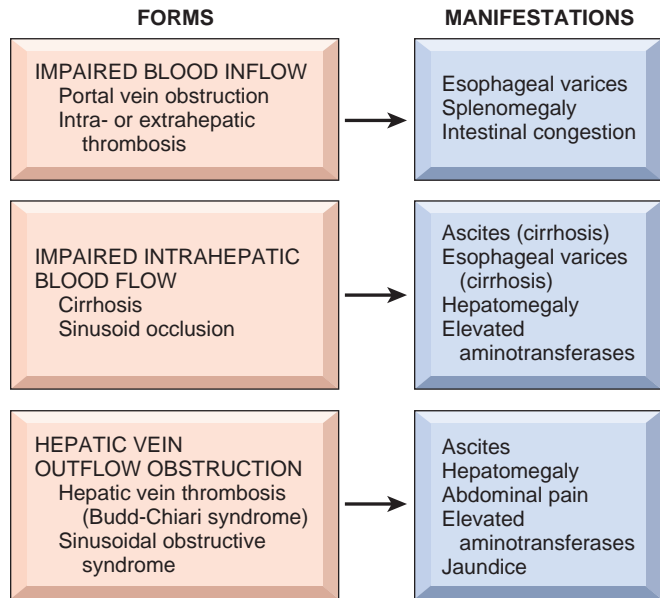 FORMS
MANIFESTATIONS
IMPAIRED BLOOD INFLOW
Portal vein obstruction
Intra- or extrahepatic
thrombosis
Esophageal varices
Splenomegaly
Intestinal congestion
IMPAIRED INTRAHEPATIC
BLOOD FLOW
Cirrhosis
Sinusoid occlusion
Ascites (cirrhosis)
Esophageal varices
(cirrhosis)
Hepatomegaly
Elevated
aminotransferases
HEPATIC VEIN
OUTFLOW OBSTRUCTION
Hepatic vein thrombosis
(Budd-Chiari syndrome)
Sinusoidal obstructive
syndrome
Ascites
Hepatomegaly
Abdominal pain
Elevated
aminotransferases
Jaundice